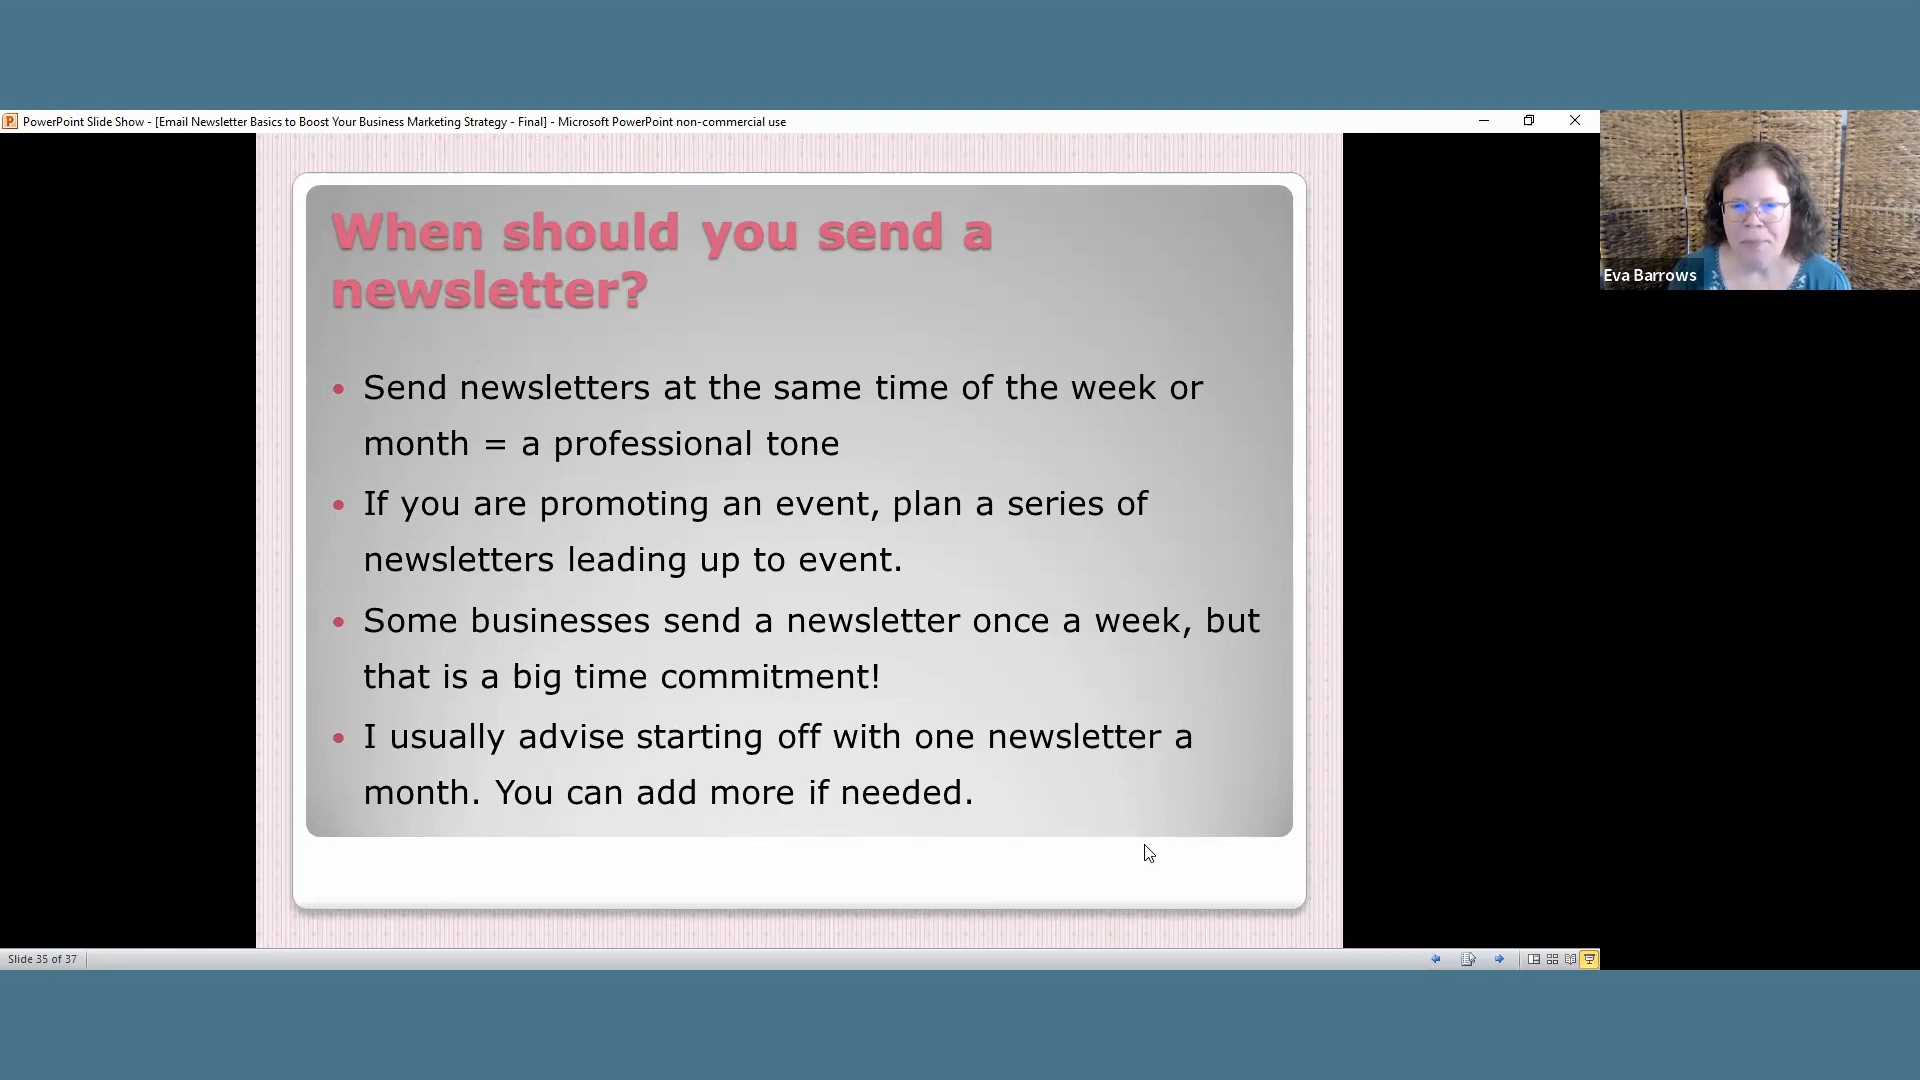 PowerPoint Slide Show - [Email Newsletter Basics to Boost Your Business Marketing Strategy - Final] - Microsoft PowerPoint non-commercial use
When should you send a
newsletter?
Send newsletters at the same time of the week or
month = a professional tone
If you are promoting an event, plan a series of
newsletters leading up to event.
Some businesses send a newsletter once a week, but
that is a big time commitment!
I usually advise starting off with one newsletter a
month. You can add more if needed.
Eva Barrows
Slide 35 of 37